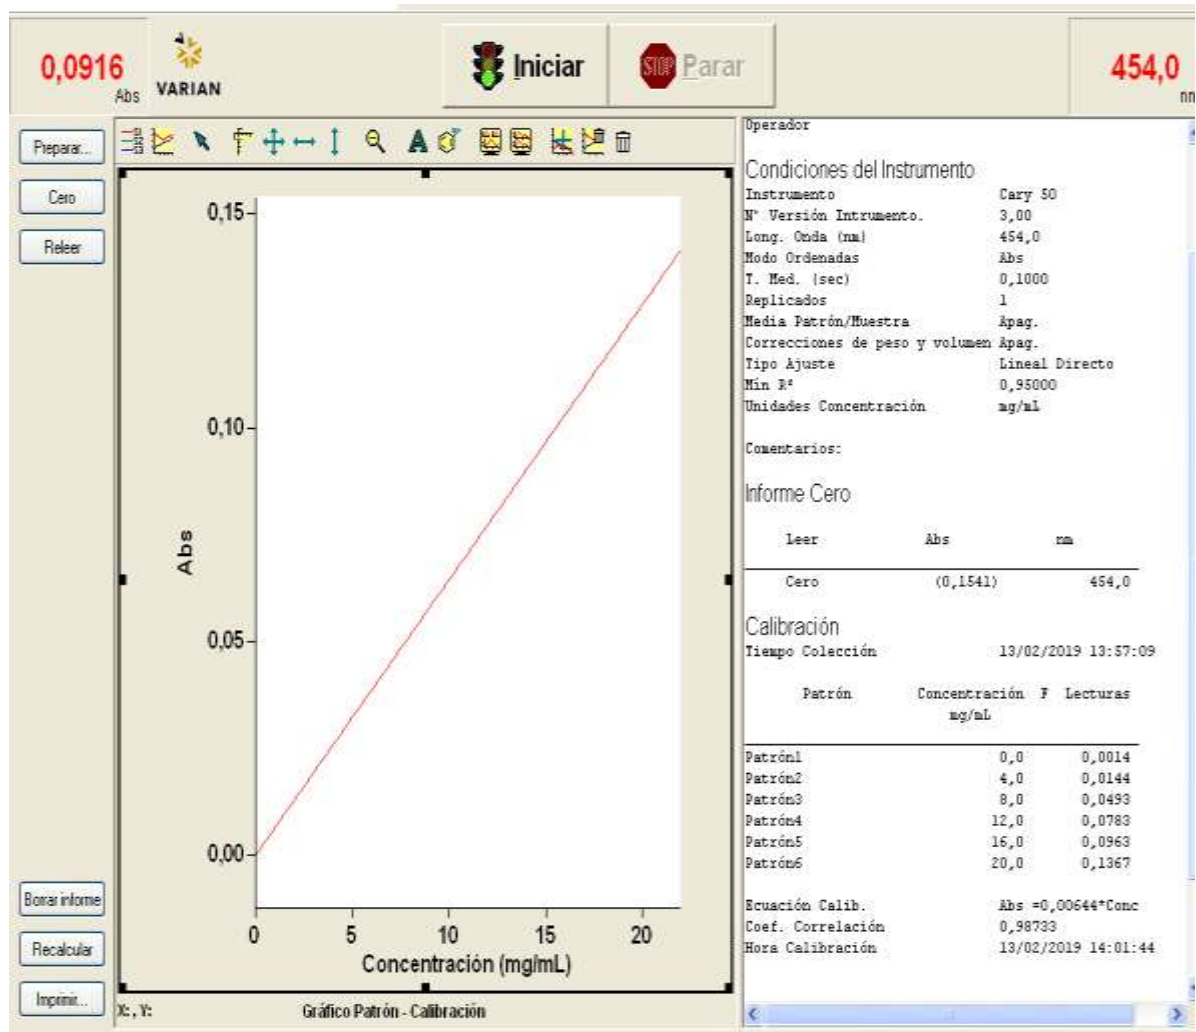 0,0916
Abs
VARIAN
Iniciar
STOP Parar
454,0
nm
Preparar...
Cero
Releer
Borrar informe
Recalcular
Imprimir...
0,15
0,10
0,05
0,00
Abs
0 5 10 15 20
Concentración (mg/mL)
X: , Y:
Gráfico Patrón - Calibración
Operador
Condiciones del Instrumento
Instrumento Cary 50
N° Versión Intrumento. 3,00
Long. Onda (nm) 454,0
Modo Ordenadas Abs
T. Med. (sec) 0,1000
Replicados 1
Media Patrón/Muestra Apag.
Correcciones de peso y volumen Apag.
Tipo Ajuste Lineal Directo
Min R² 0,95000
Unidades Concentración mg/mL
Comentarios:
Informe Cero
Leer Abs nm
Cero (0,1541) 454,0
Calibración
Tiempo Colección 13/02/2019 13:57:09
Patrón Concentración F Lecturas
mg/mL
Patrón1 0,0 0,0014
Patrón2 4,0 0,0144
Patrón3 8,0 0,0493
Patrón4 12,0 0,0783
Patrón5 16,0 0,0963
Patrón6 20,0 0,1367
Ecuación Calib. Abs =0,00644*Conc
Coef. Correlación 0,98733
Hora Calibración 13/02/2019 14:01:44